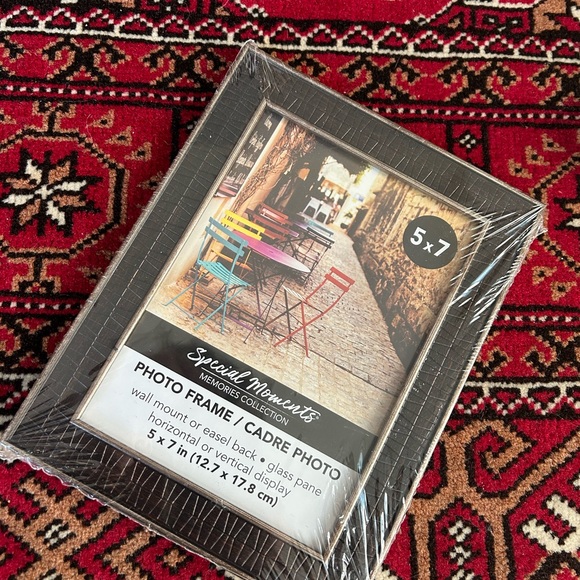 5x7
Special Moments
MEMORIES COLLECTION
PHOTO FRAME / CADRE PHOTO
wall mount or easel back • glass pane
horizontal or vertical display
5 x 7 in (12.7 x 17.8 cm)